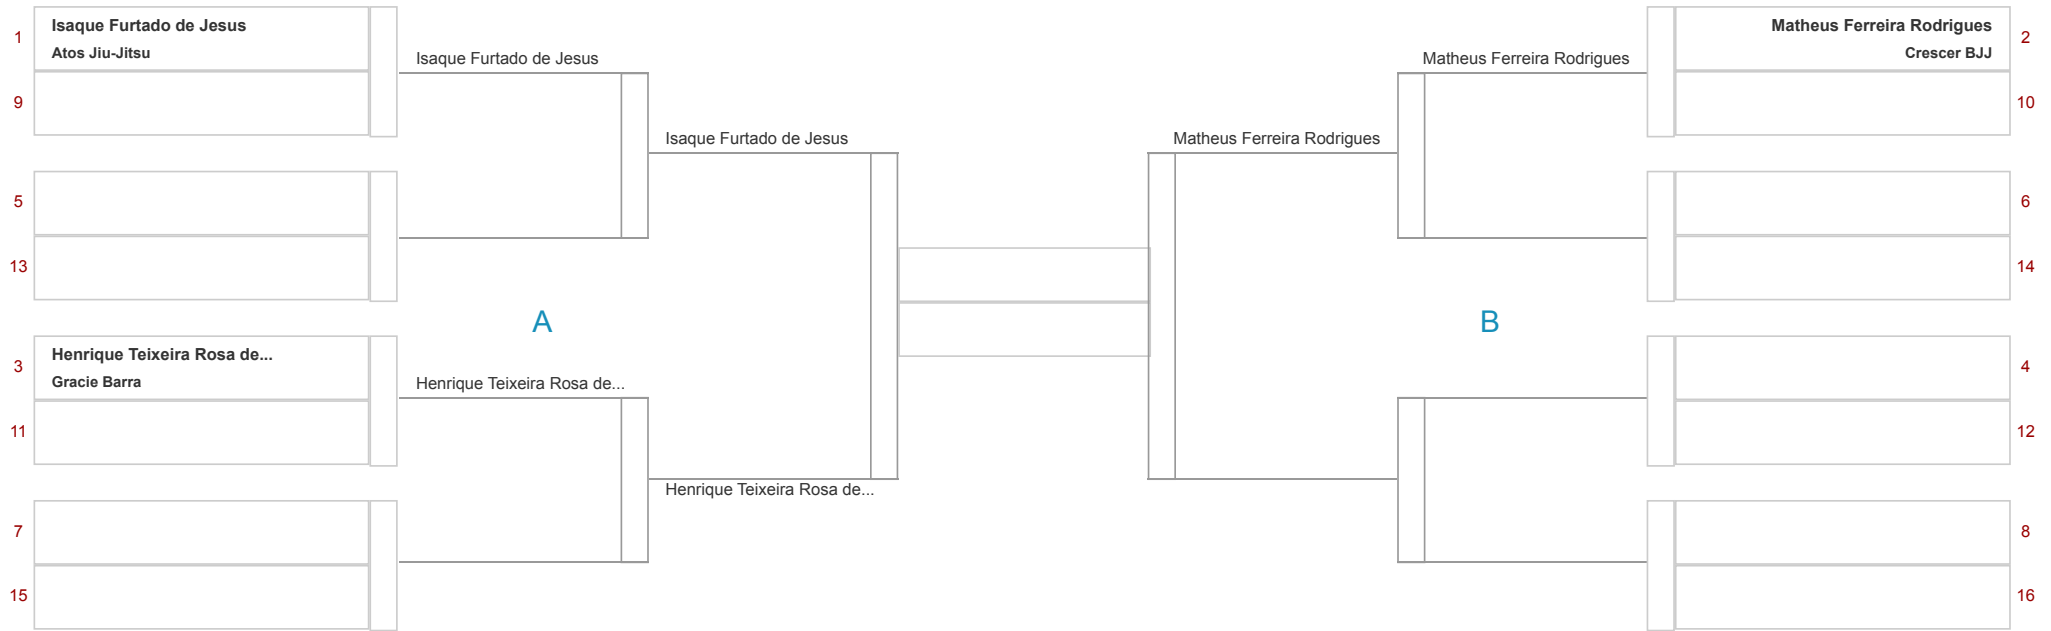 1
Isaque Furtado de Jesus
Atos Jiu-Jitsu
9
5
13
3
Henrique Teixeira Rosa de...
Gracie Barra
11
7
15
Isaque Furtado de Jesus
Henrique Teixeira Rosa de...
A
Isaque Furtado de Jesus
Henrique Teixeira Rosa de...
Matheus Ferreira Rodrigues
Matheus Ferreira Rodrigues
B
Matheus Ferreira Rodrigues
Crescer BJJ
2
10
6
14
4
12
8
16